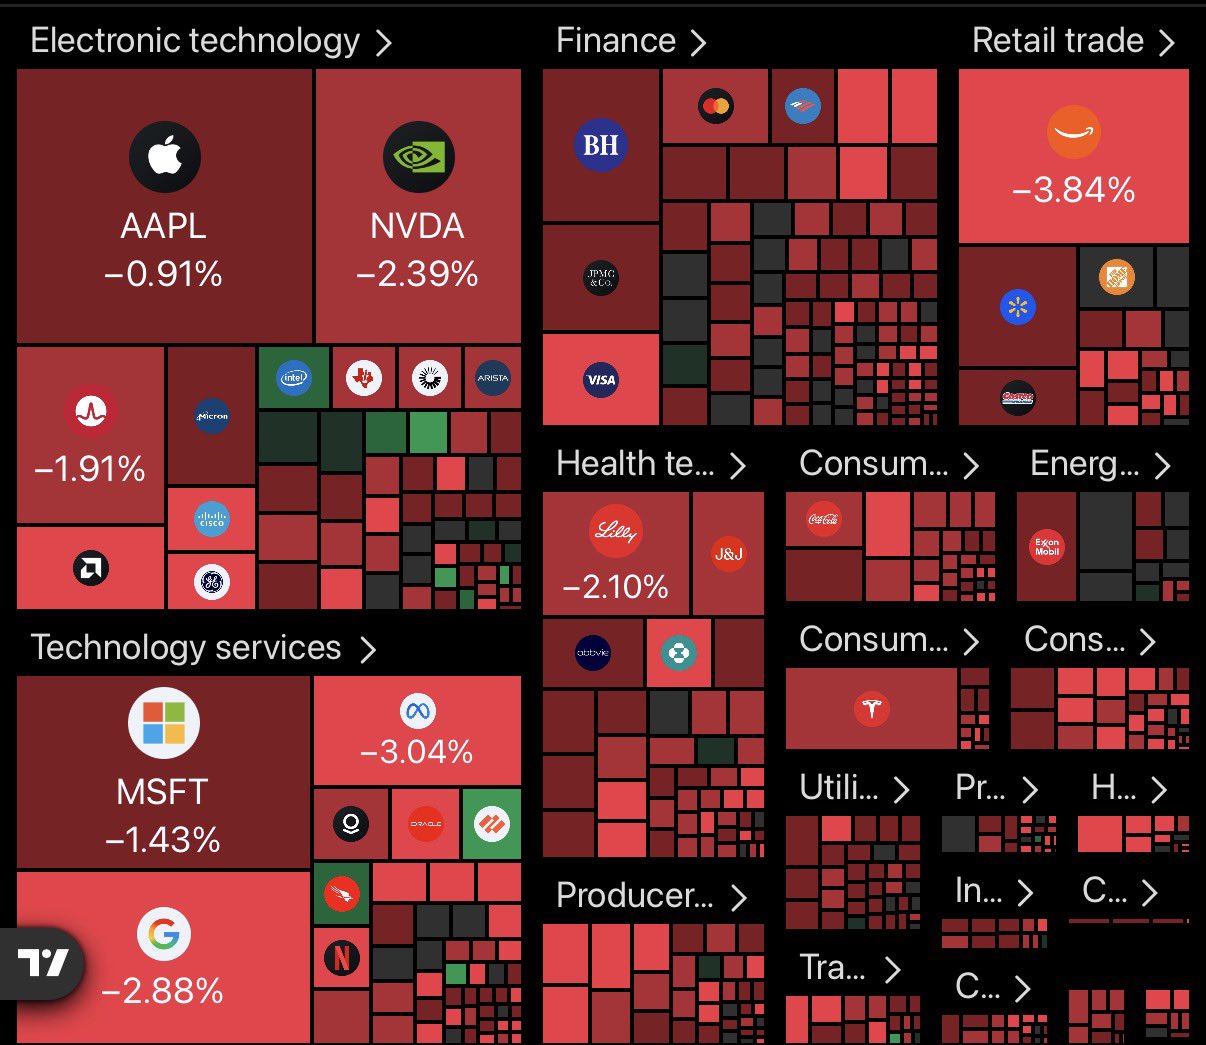 Electronic technology
AAPL
−0.91%
NVDA
−2.39%
−1.91%
Micron
CISCO
intel
ARISTA
Technology services
MSFT
−1.43%
−2.88%
−3.04%
ORACLE
Finance
BH
JPMC
& Co.
VISA
Retail trade
−3.84%
Health te...
Lilly
−2.10%
J&J
abbvie
Consum...
Coca-Cola
Energ...
Exxon
Mobil
Consum...
Cons...
Utili...
Pr...
H...
Producer...
In...
C...
Tra...
C...